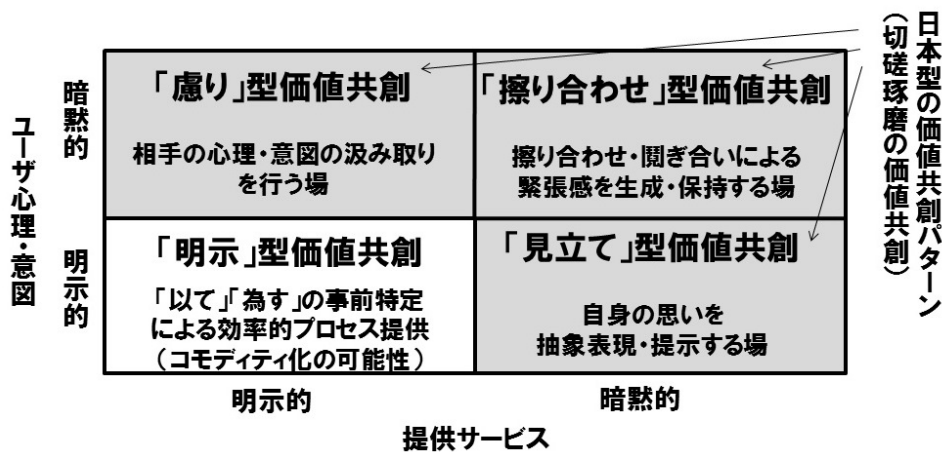 日本型の価値共創パターン
（切磋琢磨の価値共創）
ユーザ心理・意図
暗黙的
「慮り」型価値共創
相手の心理・意図の汲み取り
を行う場
「擦り合わせ」型価値共創
擦り合わせ・鬩ぎ合いによる
緊張感を生成・保持する場
明示的
「明示」型価値共創
「以て」「為す」の事前特定
による効率的プロセス提供
（コモディティ化の可能性）
「見立て」型価値共創
自身の思いを
抽象表現・提示する場
明示的
暗黙的
提供サービス